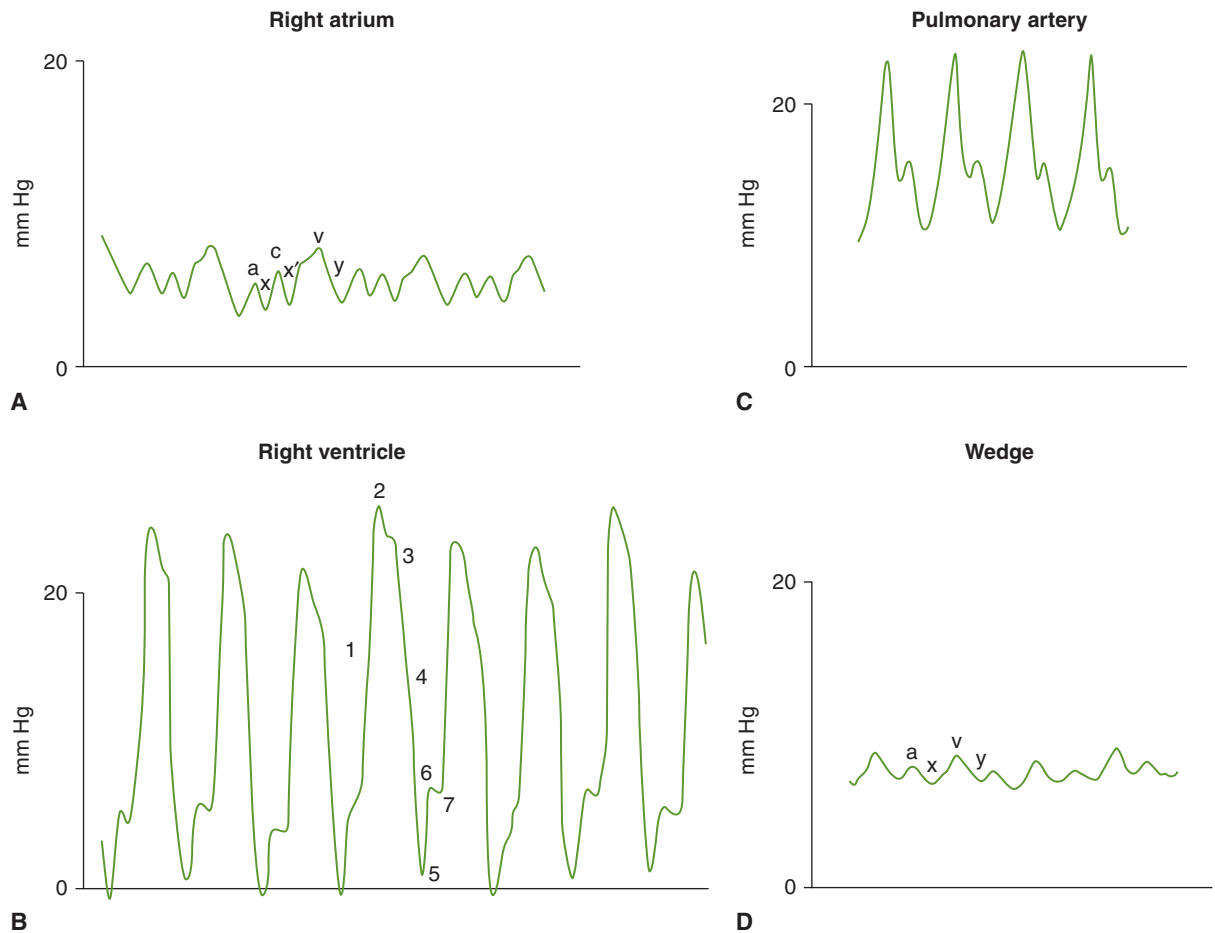 Right atrium
20
mm Hg
a
x
c
x′
v
y
0
A
Pulmonary artery
20
mm Hg
0
C
Right ventricle
20
mm Hg
1
2
3
4
5
6
7
0
B
Wedge
20
mm Hg
a
x
v
y
0
D